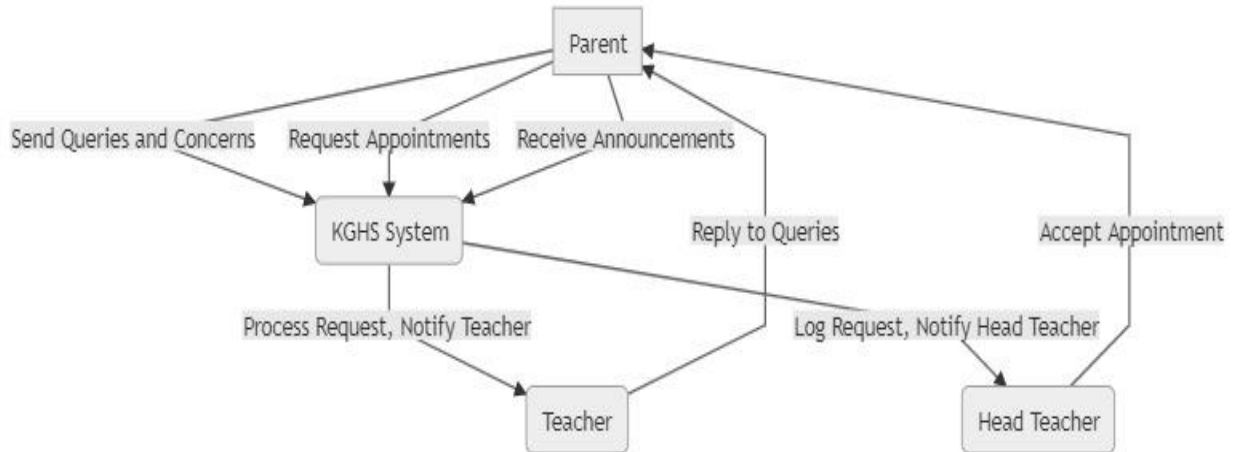 Parent
Send Queries and Concerns
Request Appointments
Receive Announcements
KGHS System
Reply to Queries
Accept Appointment
Process Request, Notify Teacher
Log Request, Notify Head Teacher
Teacher
Head Teacher